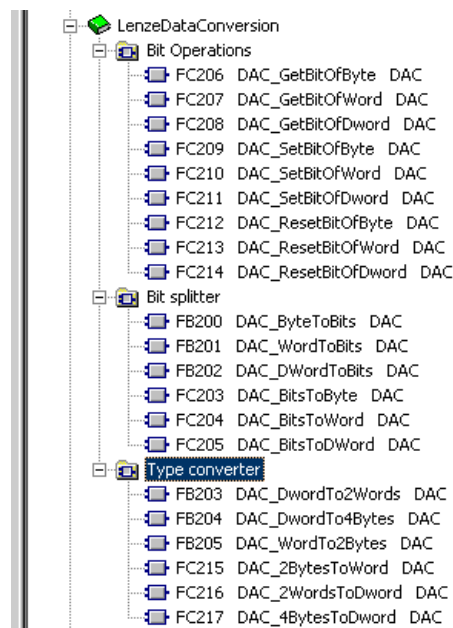 LenzeDataConversion
Bit Operations
FC206 DAC_GetBitOfByte DAC
FC207 DAC_GetBitOfWord DAC
FC208 DAC_GetBitOfDword DAC
FC209 DAC_SetBitOfByte DAC
FC210 DAC_SetBitOfWord DAC
FC211 DAC_SetBitOfDword DAC
FC212 DAC_ResetBitOfByte DAC
FC213 DAC_ResetBitOfWord DAC
FC214 DAC_ResetBitOfDword DAC
Bit splitter
FB200 DAC_ByteToBits DAC
FB201 DAC_WordToBits DAC
FB202 DAC_DWordToBits DAC
FC203 DAC_BitsToByte DAC
FC204 DAC_BitsToWord DAC
FC205 DAC_BitsToDWord DAC
Type converter
FB203 DAC_DwordTo2Words DAC
FB204 DAC_DwordTo4Bytes DAC
FB205 DAC_WordTo2Bytes DAC
FC215 DAC_2BytesToWord DAC
FC216 DAC_2WordsToDword DAC
FC217 DAC_4BytesToDword DAC